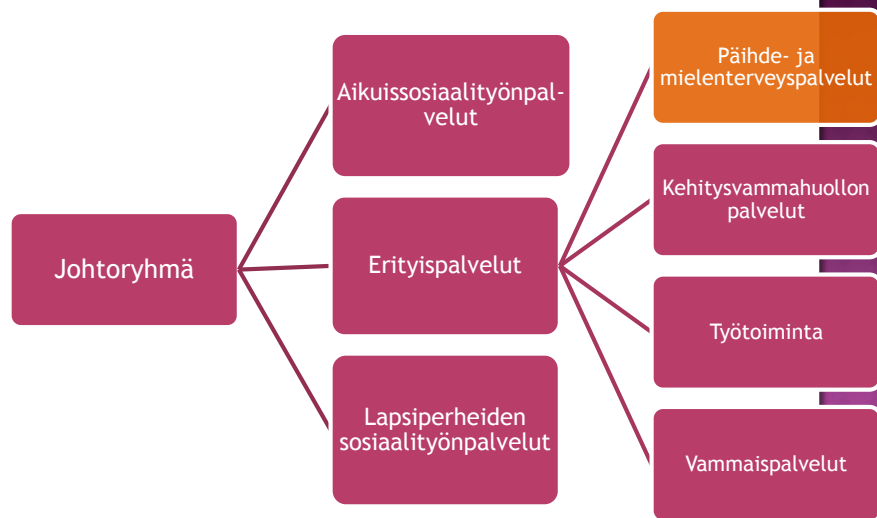 Johtoryhmä
Aikuissosiaalityönpal-
velut
Erityispalvelut
Lapsiperheiden
sosiaalityönpalvelut
Päihde- ja
mielenterveyspalvelut
Kehitysvammahuollon
palvelut
Työtoiminta
Vammaispalvelut